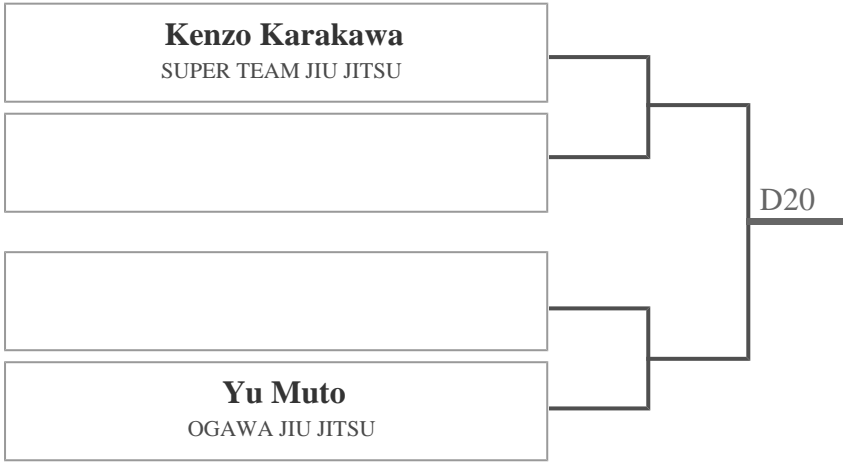 Kenzo Karakawa
SUPER TEAM JIU JITSU
D20
Yu Muto
OGAWA JIU JITSU